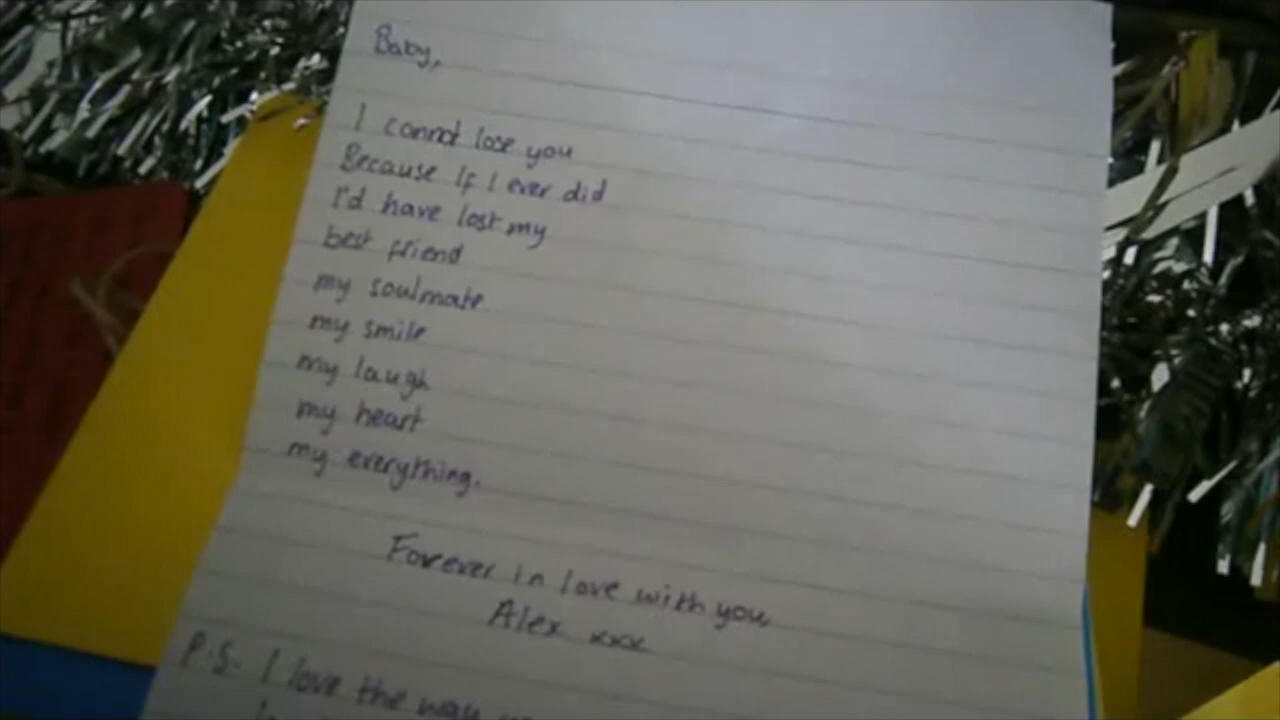 Baby,
I cannot lose you
Because If I ever did
I'd have lost my
best friend
my soulmate
my smile
my laugh
my heart
my everything.
Forever in love with you
Alex xxx
P.S. I love the way